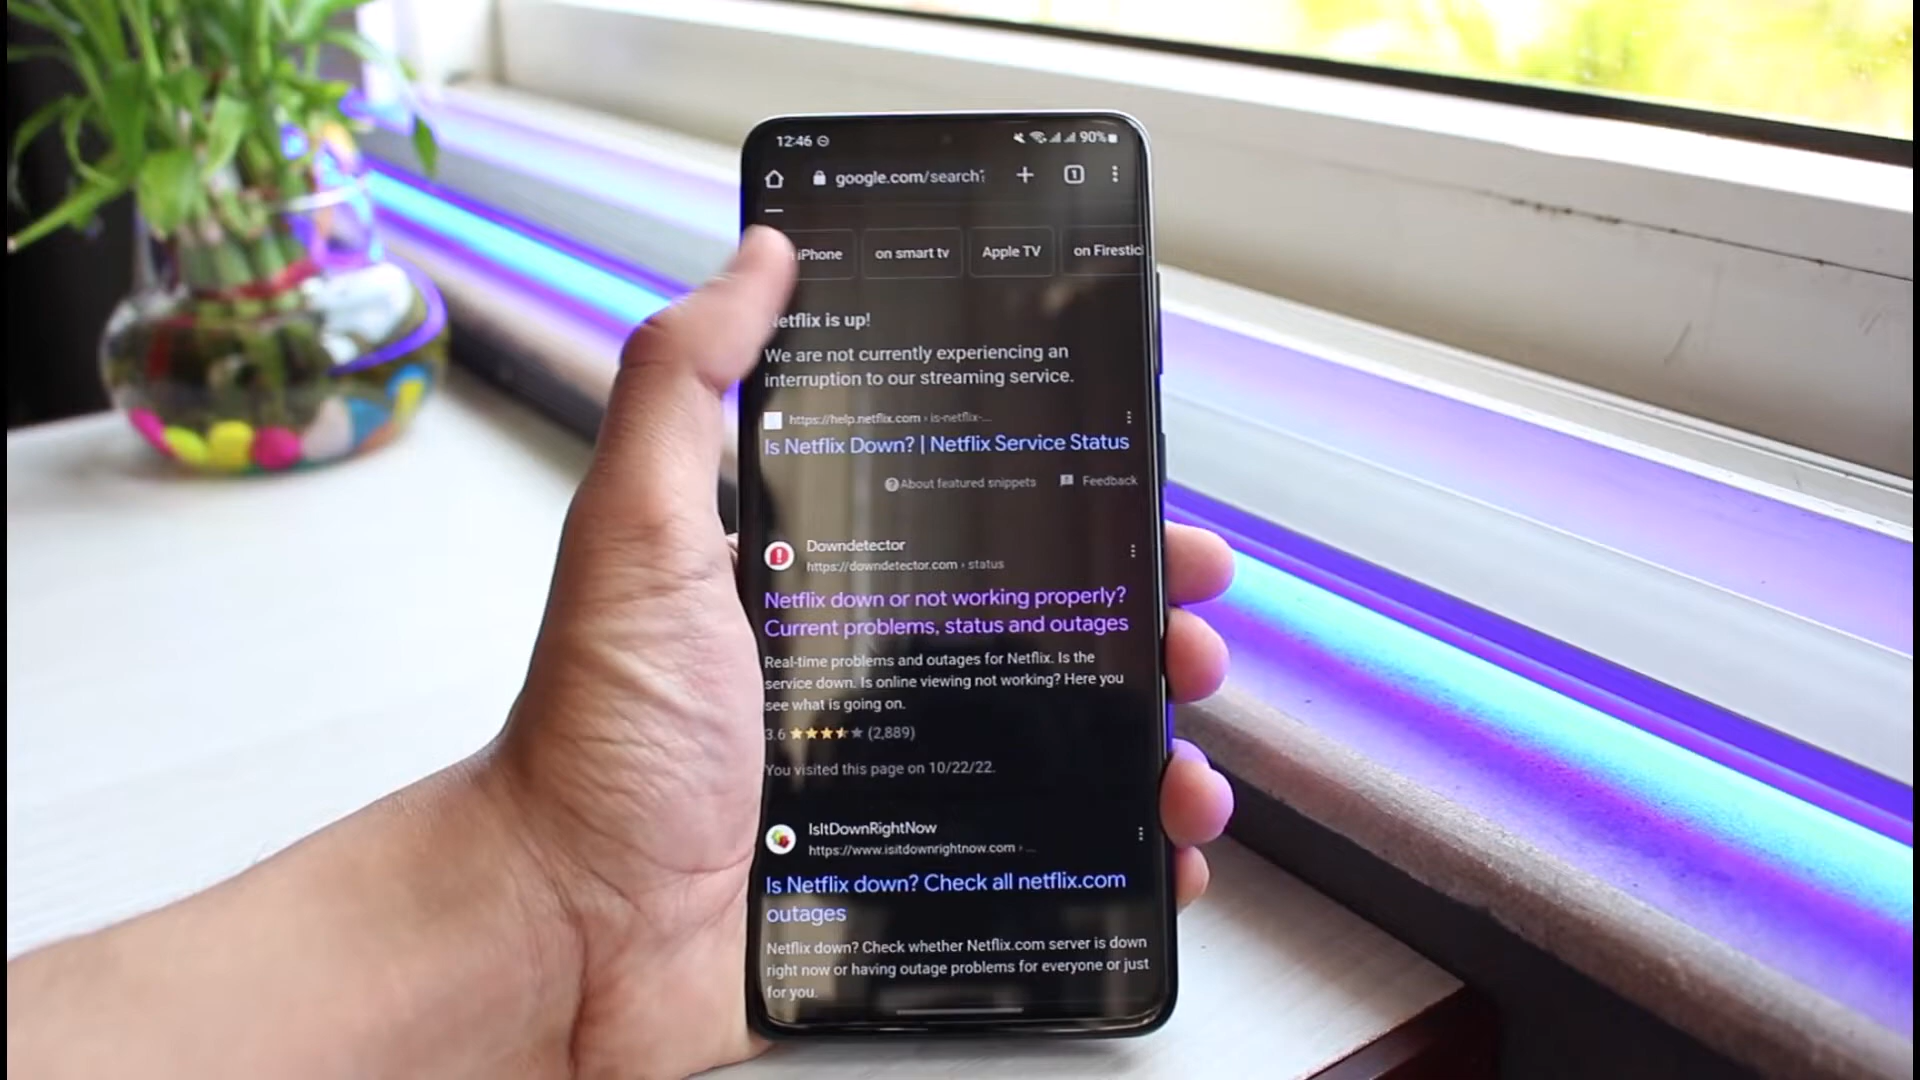 12:46
90%
google.com/search?
1
iPhone
on smart tv
Apple TV
on Firestic
Netflix is up!
We are not currently experiencing an
interruption to our streaming service.
https://help.netflix.com › is-netflix-...
Is Netflix Down? | Netflix Service Status
About featured snippets
Feedback
Downdetector
https://downdetector.com › status
Netflix down or not working properly?
Current problems, status and outages
Real-time problems and outages for Netflix. Is the
service down. Is online viewing not working? Here you
see what is going on.
3.6 ★★★★★ (2,889)
You visited this page on 10/22/22.
IsItDownRightNow
https://www.isitdownrightnow.com › ...
Is Netflix down? Check all netflix.com
outages
Netflix down? Check whether Netflix.com server is down
right now or having outage problems for everyone or just
for you.